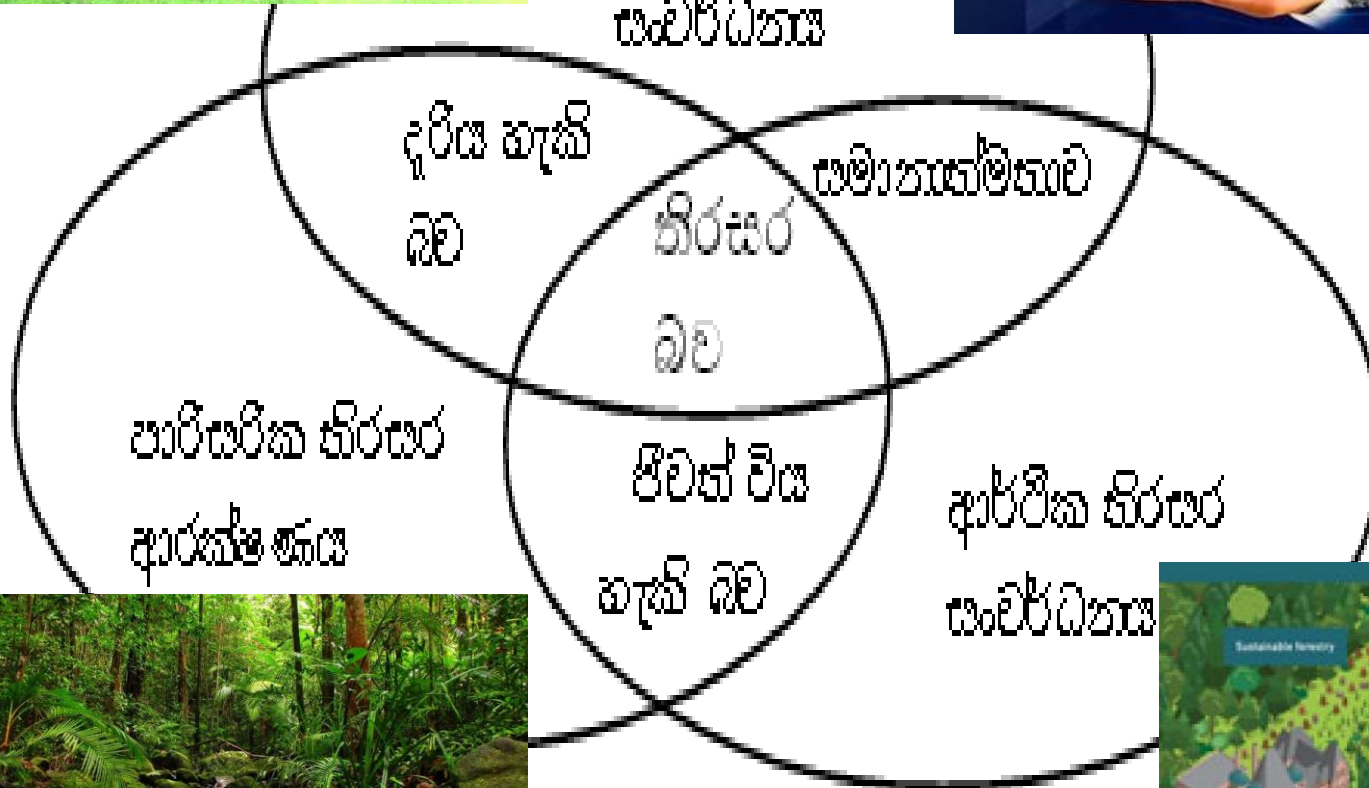 සංවර්ධනය
දූරිය හැකි
බව
සමානාත්මතාව
තිරසර
බව
පාරිසරික තිරසර
ආරක්ෂණය
ජීවත් විය
හැකි බව
ආර්ථික තිරසර
සංවර්ධනය
Sustainable forestry